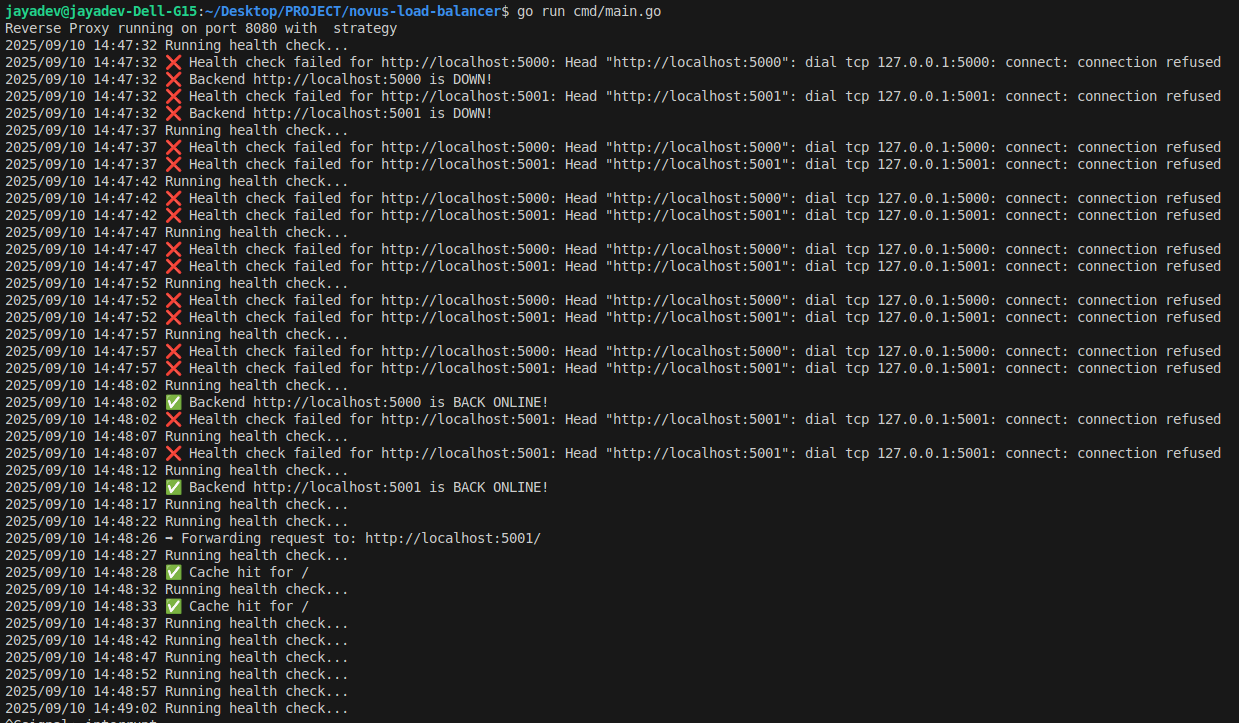 jayadev@jayadev-Dell-G15:~/Desktop/PROJECT/novus-load-balancer$ go run cmd/main.go
Reverse Proxy running on port 8080 with  strategy
2025/09/10 14:47:32 Running health check...
2025/09/10 14:47:32 ❌ Health check failed for http://localhost:5000: Head "http://localhost:5000": dial tcp 127.0.0.1:5000: connect: connection refused
2025/09/10 14:47:32 ❌ Backend http://localhost:5000 is DOWN!
2025/09/10 14:47:32 ❌ Health check failed for http://localhost:5001: Head "http://localhost:5001": dial tcp 127.0.0.1:5001: connect: connection refused
2025/09/10 14:47:32 ❌ Backend http://localhost:5001 is DOWN!
2025/09/10 14:47:37 Running health check...
2025/09/10 14:47:37 ❌ Health check failed for http://localhost:5000: Head "http://localhost:5000": dial tcp 127.0.0.1:5000: connect: connection refused
2025/09/10 14:47:37 ❌ Health check failed for http://localhost:5001: Head "http://localhost:5001": dial tcp 127.0.0.1:5001: connect: connection refused
2025/09/10 14:47:42 Running health check...
2025/09/10 14:47:42 ❌ Health check failed for http://localhost:5000: Head "http://localhost:5000": dial tcp 127.0.0.1:5000: connect: connection refused
2025/09/10 14:47:42 ❌ Health check failed for http://localhost:5001: Head "http://localhost:5001": dial tcp 127.0.0.1:5001: connect: connection refused
2025/09/10 14:47:47 Running health check...
2025/09/10 14:47:47 ❌ Health check failed for http://localhost:5000: Head "http://localhost:5000": dial tcp 127.0.0.1:5000: connect: connection refused
2025/09/10 14:47:47 ❌ Health check failed for http://localhost:5001: Head "http://localhost:5001": dial tcp 127.0.0.1:5001: connect: connection refused
2025/09/10 14:47:52 Running health check...
2025/09/10 14:47:52 ❌ Health check failed for http://localhost:5000: Head "http://localhost:5000": dial tcp 127.0.0.1:5000: connect: connection refused
2025/09/10 14:47:52 ❌ Health check failed for http://localhost:5001: Head "http://localhost:5001": dial tcp 127.0.0.1:5001: connect: connection refused
2025/09/10 14:47:57 Running health check...
2025/09/10 14:47:57 ❌ Health check failed for http://localhost:5000: Head "http://localhost:5000": dial tcp 127.0.0.1:5000: connect: connection refused
2025/09/10 14:47:57 ❌ Health check failed for http://localhost:5001: Head "http://localhost:5001": dial tcp 127.0.0.1:5001: connect: connection refused
2025/09/10 14:48:02 Running health check...
2025/09/10 14:48:02 ✅ Backend http://localhost:5000 is BACK ONLINE!
2025/09/10 14:48:02 ❌ Health check failed for http://localhost:5001: Head "http://localhost:5001": dial tcp 127.0.0.1:5001: connect: connection refused
2025/09/10 14:48:07 Running health check...
2025/09/10 14:48:07 ❌ Health check failed for http://localhost:5001: Head "http://localhost:5001": dial tcp 127.0.0.1:5001: connect: connection refused
2025/09/10 14:48:12 Running health check...
2025/09/10 14:48:12 ✅ Backend http://localhost:5001 is BACK ONLINE!
2025/09/10 14:48:17 Running health check...
2025/09/10 14:48:22 Running health check...
2025/09/10 14:48:26 ➡ Forwarding request to: http://localhost:5001/
2025/09/10 14:48:27 Running health check...
2025/09/10 14:48:28 ✅ Cache hit for /
2025/09/10 14:48:32 Running health check...
2025/09/10 14:48:33 ✅ Cache hit for /
2025/09/10 14:48:37 Running health check...
2025/09/10 14:48:42 Running health check...
2025/09/10 14:48:47 Running health check...
2025/09/10 14:48:52 Running health check...
2025/09/10 14:48:57 Running health check...
2025/09/10 14:49:02 Running health check...